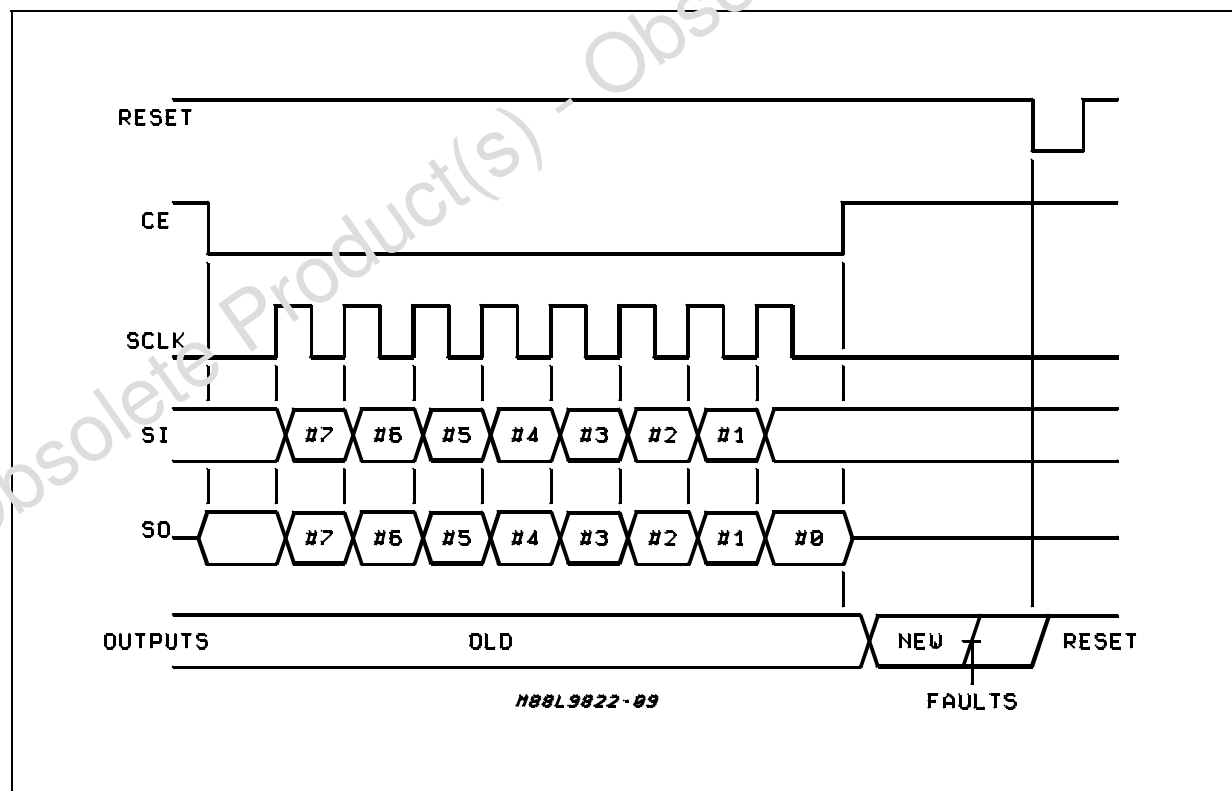 Obsolete Product(s) - Obso
RESET
CE
SCLK
SI #7 #6 #5 #4 #3 #2 #1
SO #7 #6 #5 #4 #3 #2 #1 #0
OUTPUTS OLD NEW RESET
FAULTS
M88L9822-09